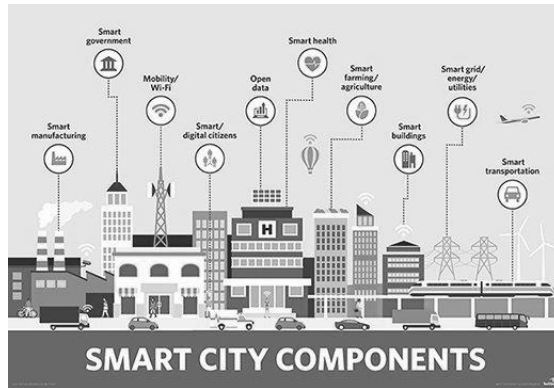 Smart
government
Mobility/
Wi-Fi
Open
data
Smart health
Smart
farming/
agriculture
Smart grid/
energy/
utilities
Smart
manufacturing
Smart/
digital citizens
Smart
buildings
Smart
transportation
H
SMART CITY COMPONENTS